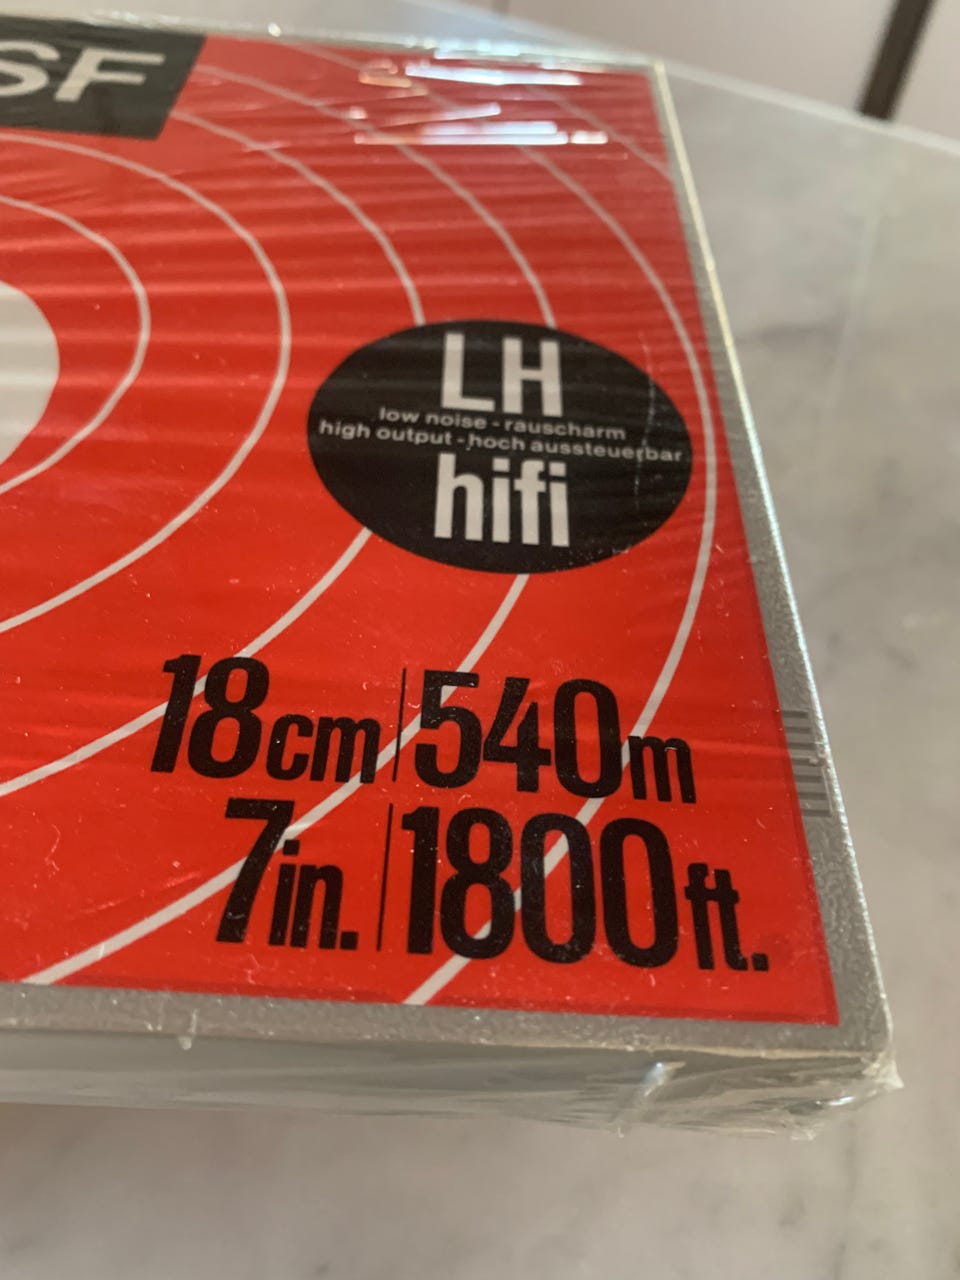 SF
LH
low noise - rauscharm
high output - hoch aussteuerbar
hifi
18cm | 540m
7in. | 1800ft.